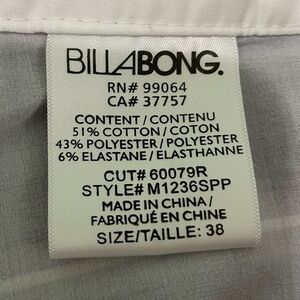 BILLABONG.
RN# 99064
CA# 37757
CONTENT / CONTENU
51% COTTON / COTON
43% POLYESTER / POLYESTER
6% ELASTANE / ELASTHANNE
CUT# 60079R
STYLE# M1236SPP
MADE IN CHINA /
FABRIQUÉ EN CHINE
SIZE/TAILLE: 38